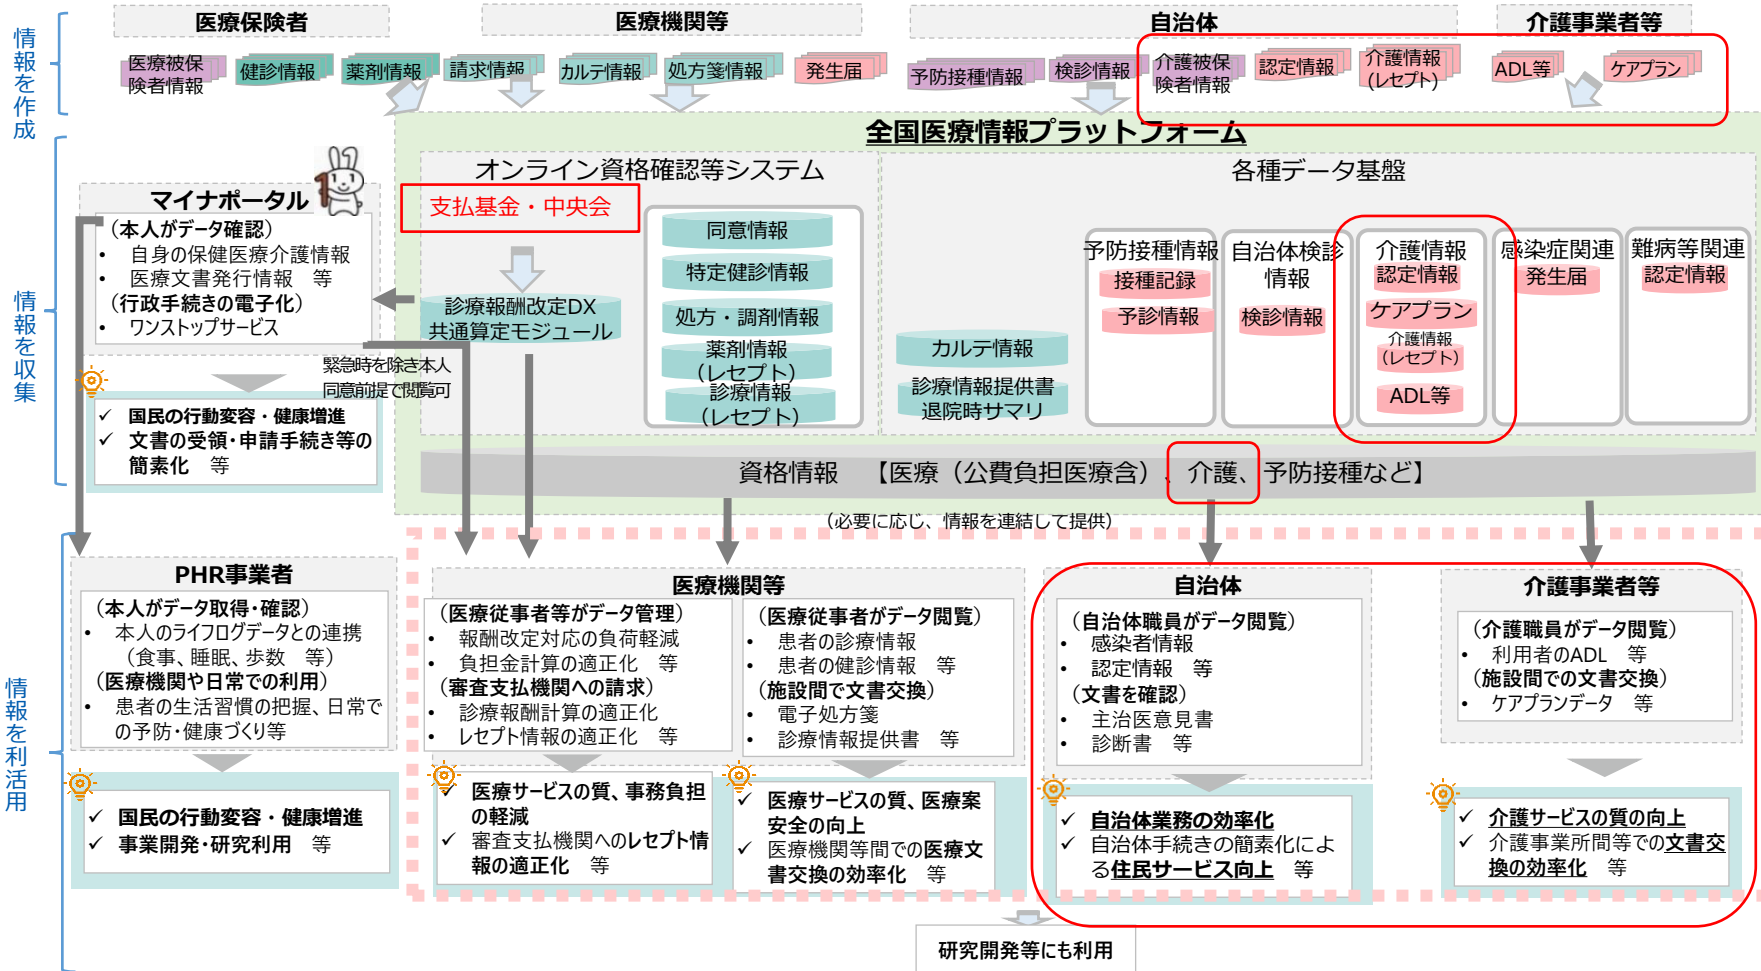 情報を作成
医療保険者
医療機関等
自治体
介護事業者等
医療被保
険者情報
健診情報
薬剤情報
請求情報
カルテ情報
処方箋情報
発生届
予防接種情報
検診情報
介護被保
険者情報
認定情報
介護情報
(レセプト)
ADL等
ケアプラン
情報を収集
全国医療情報プラットフォーム
マイナポータル
(本人がデータ確認)
• 自身の保健医療介護情報
• 医療文書発行情報 等
(行政手続きの電子化)
• ワンストップサービス
✓ 国民の行動変容・健康増進
✓ 文書の受領・申請手続き等の
簡素化 等
緊急時を除き本人
同意前提で閲覧可
オンライン資格確認等システム
支払基金・中央会
診療報酬改定DX
共通算定モジュール
同意情報
特定健診情報
処方・調剤情報
薬剤情報
(レセプト)
診療情報
(レセプト)
各種データ基盤
カルテ情報
診療情報提供書
退院時サマリ
予防接種情報
接種記録
予診情報
自治体検診
情報
検診情報
介護情報
認定情報
ケアプラン
介護情報
(レセプト)
ADL等
感染症関連
発生届
難病等関連
認定情報
資格情報 【医療（公費負担医療含）、介護、予防接種など】
(必要に応じ、情報を連結して提供)
情報を利活用
PHR事業者
(本人がデータ取得・確認)
• 本人のライフログデータとの連携
(食事、睡眠、歩数 等)
(医療機関や日常での利用)
• 患者の生活習慣の把握、日常で
の予防・健康づくり等
✓ 国民の行動変容・健康増進
✓ 事業開発・研究利用 等
医療機関等
(医療従事者等がデータ管理)
• 報酬改定対応の負荷軽減
• 負担金計算の適正化 等
(審査支払機関への請求)
• 診療報酬計算の適正化
• レセプト情報の適正化 等
(医療従事者がデータ閲覧)
• 患者の診療情報
• 患者の健診情報 等
(施設間で文書交換)
• 電子処方箋
• 診療情報提供書 等
✓ 医療サービスの質、事務負担
の軽減
✓ 審査支払機関へのレセプト情
報の適正化 等
✓ 医療サービスの質、医療案
安全の向上
✓ 医療機関等間での医療文
書交換の効率化 等
自治体
(自治体職員がデータ閲覧)
• 感染者情報
• 認定情報 等
(文書を確認)
• 主治医意見書
• 診断書 等
✓ 自治体業務の効率化
✓ 自治体手続きの簡素化によ
る住民サービス向上 等
介護事業者等
(介護職員がデータ閲覧)
• 利用者のADL 等
(施設間での文書交換)
• ケアプランデータ 等
✓ 介護サービスの質の向上
✓ 介護事業所間等での文書交
換の効率化 等
研究開発等にも利用